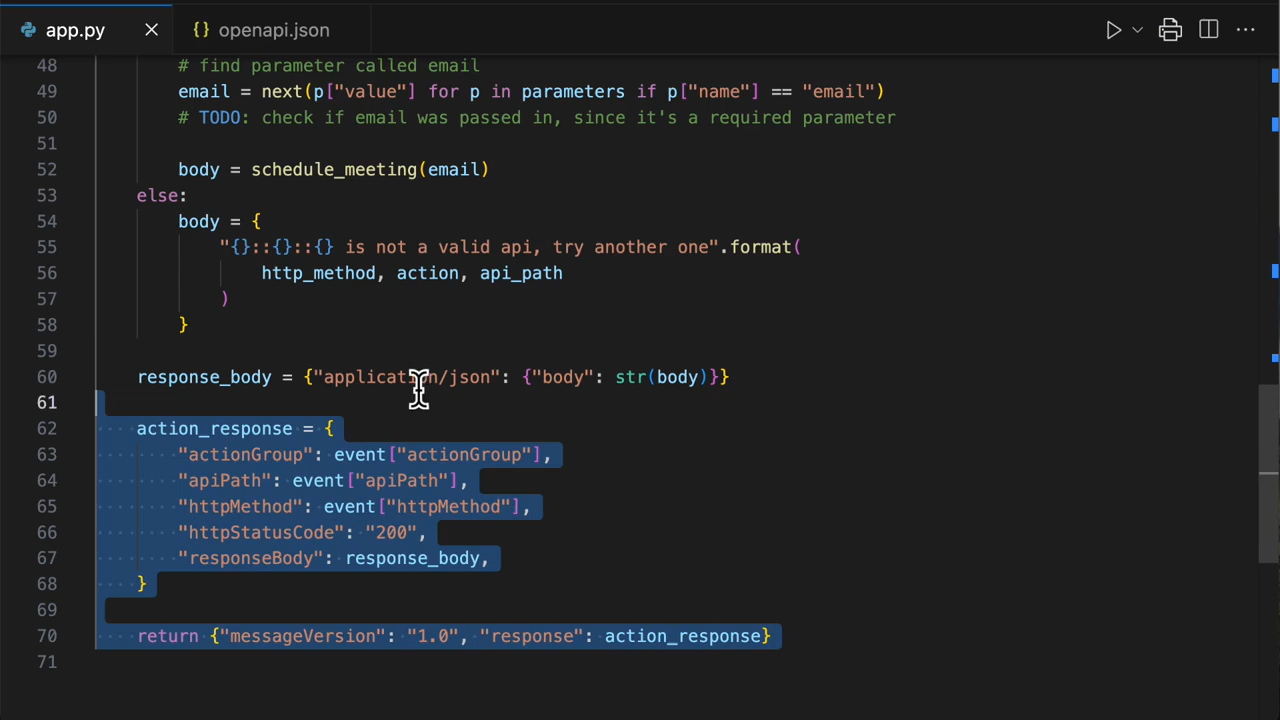 app.py
{} openapi.json
48 # find parameter called email
49 email = next(p["value"] for p in parameters if p["name"] == "email")
50 # TODO: check if email was passed in, since it's a required parameter
51
52 body = schedule_meeting(email)
53 else:
54 body = {
55 "{}::{}::{} is not a valid api, try another one".format(
56 http_method, action, api_path
57 )
58 }
59
60 response_body = {"application/json": {"body": str(body)}}
61
62 action_response = {
63 "actionGroup": event["actionGroup"],
64 "apiPath": event["apiPath"],
65 "httpMethod": event["httpMethod"],
66 "httpStatusCode": "200",
67 "responseBody": response_body,
68 }
69
70 return {"messageVersion": "1.0", "response": action_response}
71